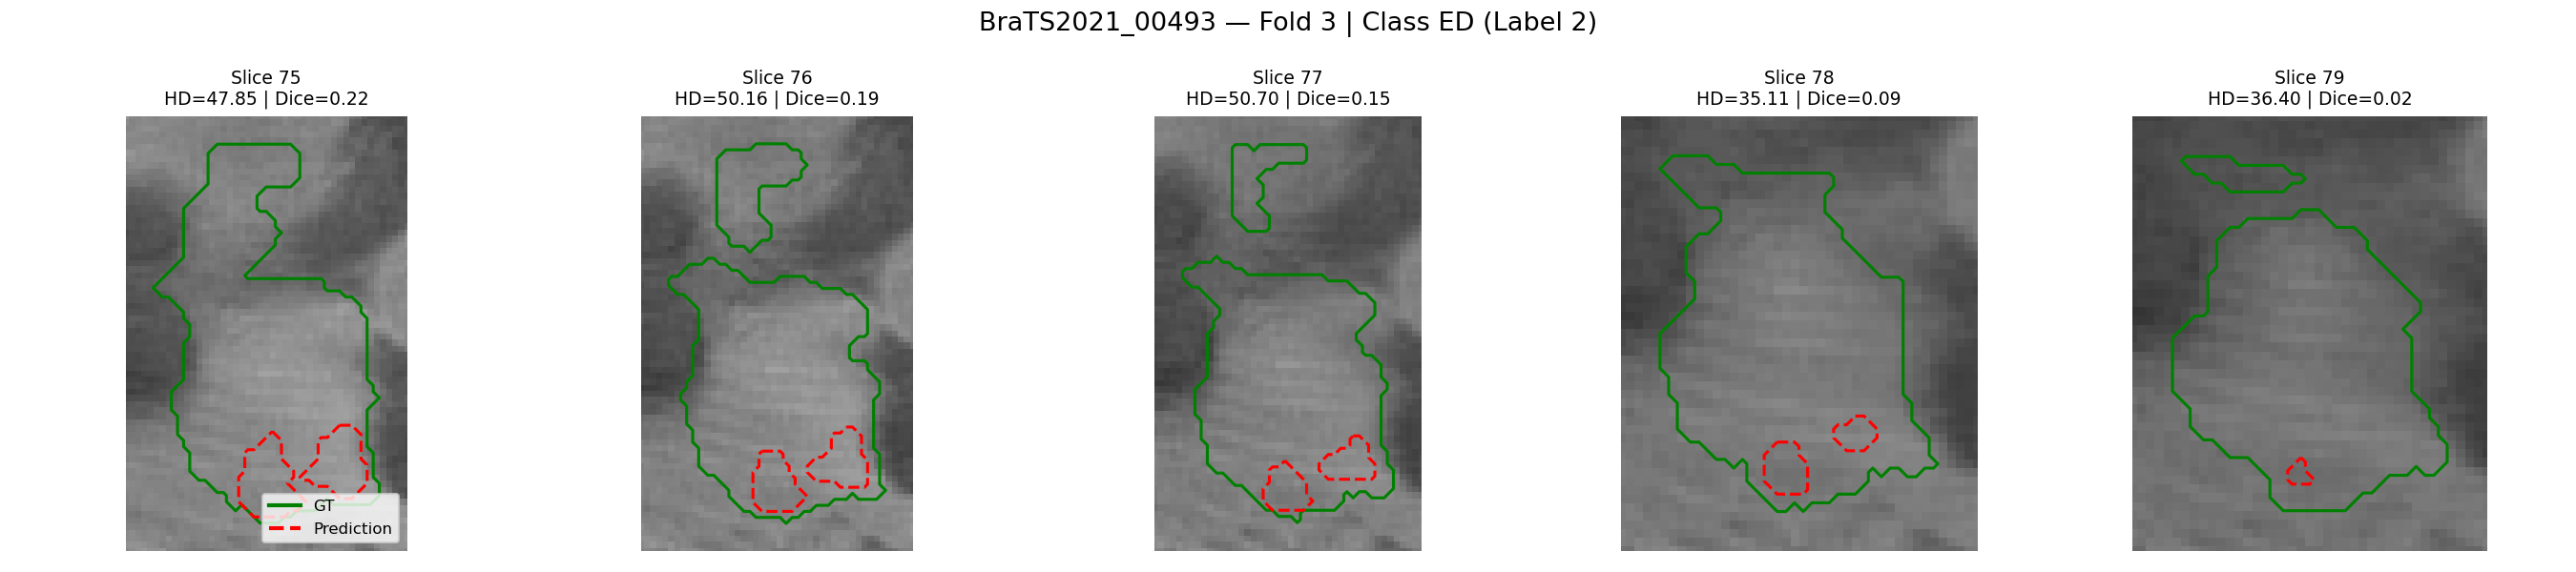 BraTS2021_00493 — Fold 3 | Class ED (Label 2)
Slice 75
HD=47.85 | Dice=0.22
Slice 76
HD=50.16 | Dice=0.19
Slice 77
HD=50.70 | Dice=0.15
Slice 78
HD=35.11 | Dice=0.09
Slice 79
HD=36.40 | Dice=0.02
GT
Prediction